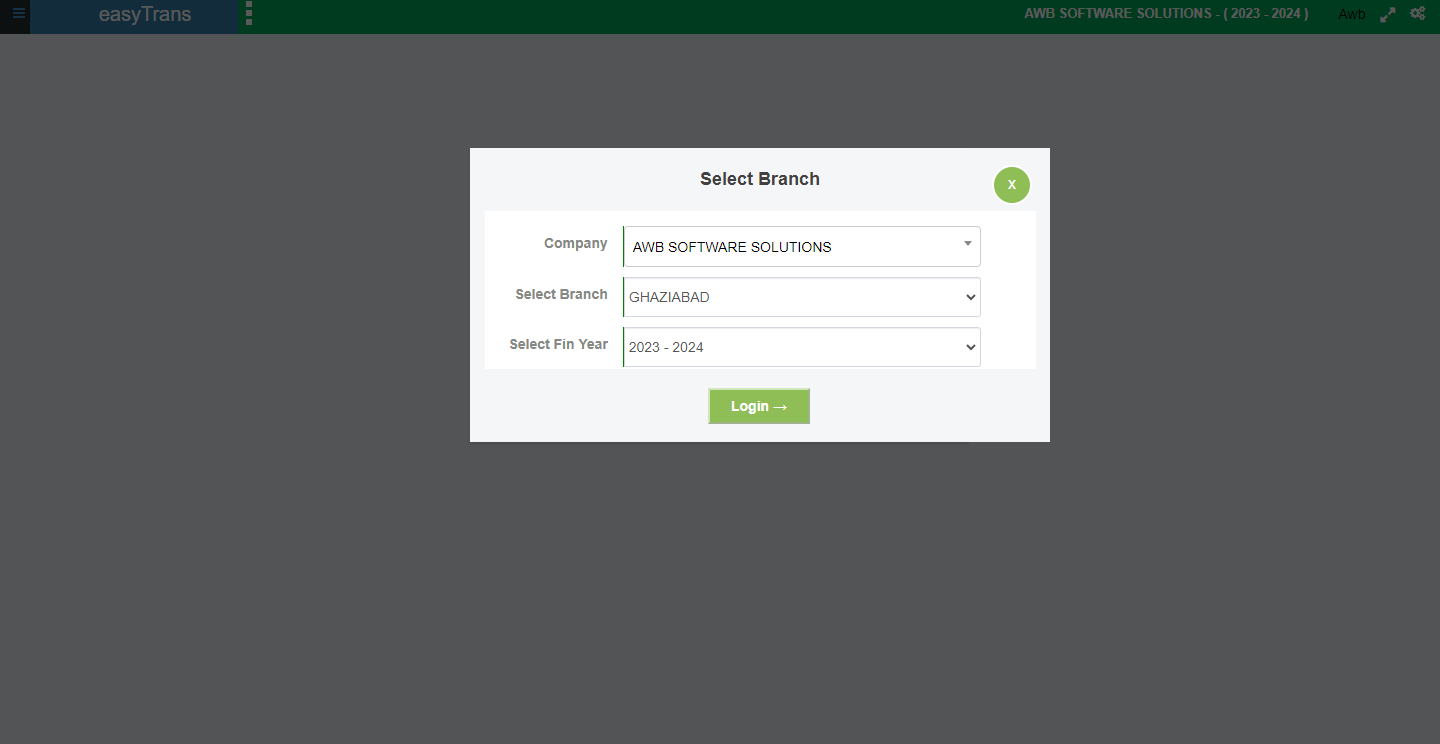 easyTrans
AWB SOFTWARE SOLUTIONS - ( 2023 - 2024 )
Awb
Select Branch
X
Company
AWB SOFTWARE SOLUTIONS
Select Branch
GHAZIABAD
Select Fin Year
2023 - 2024
Login →